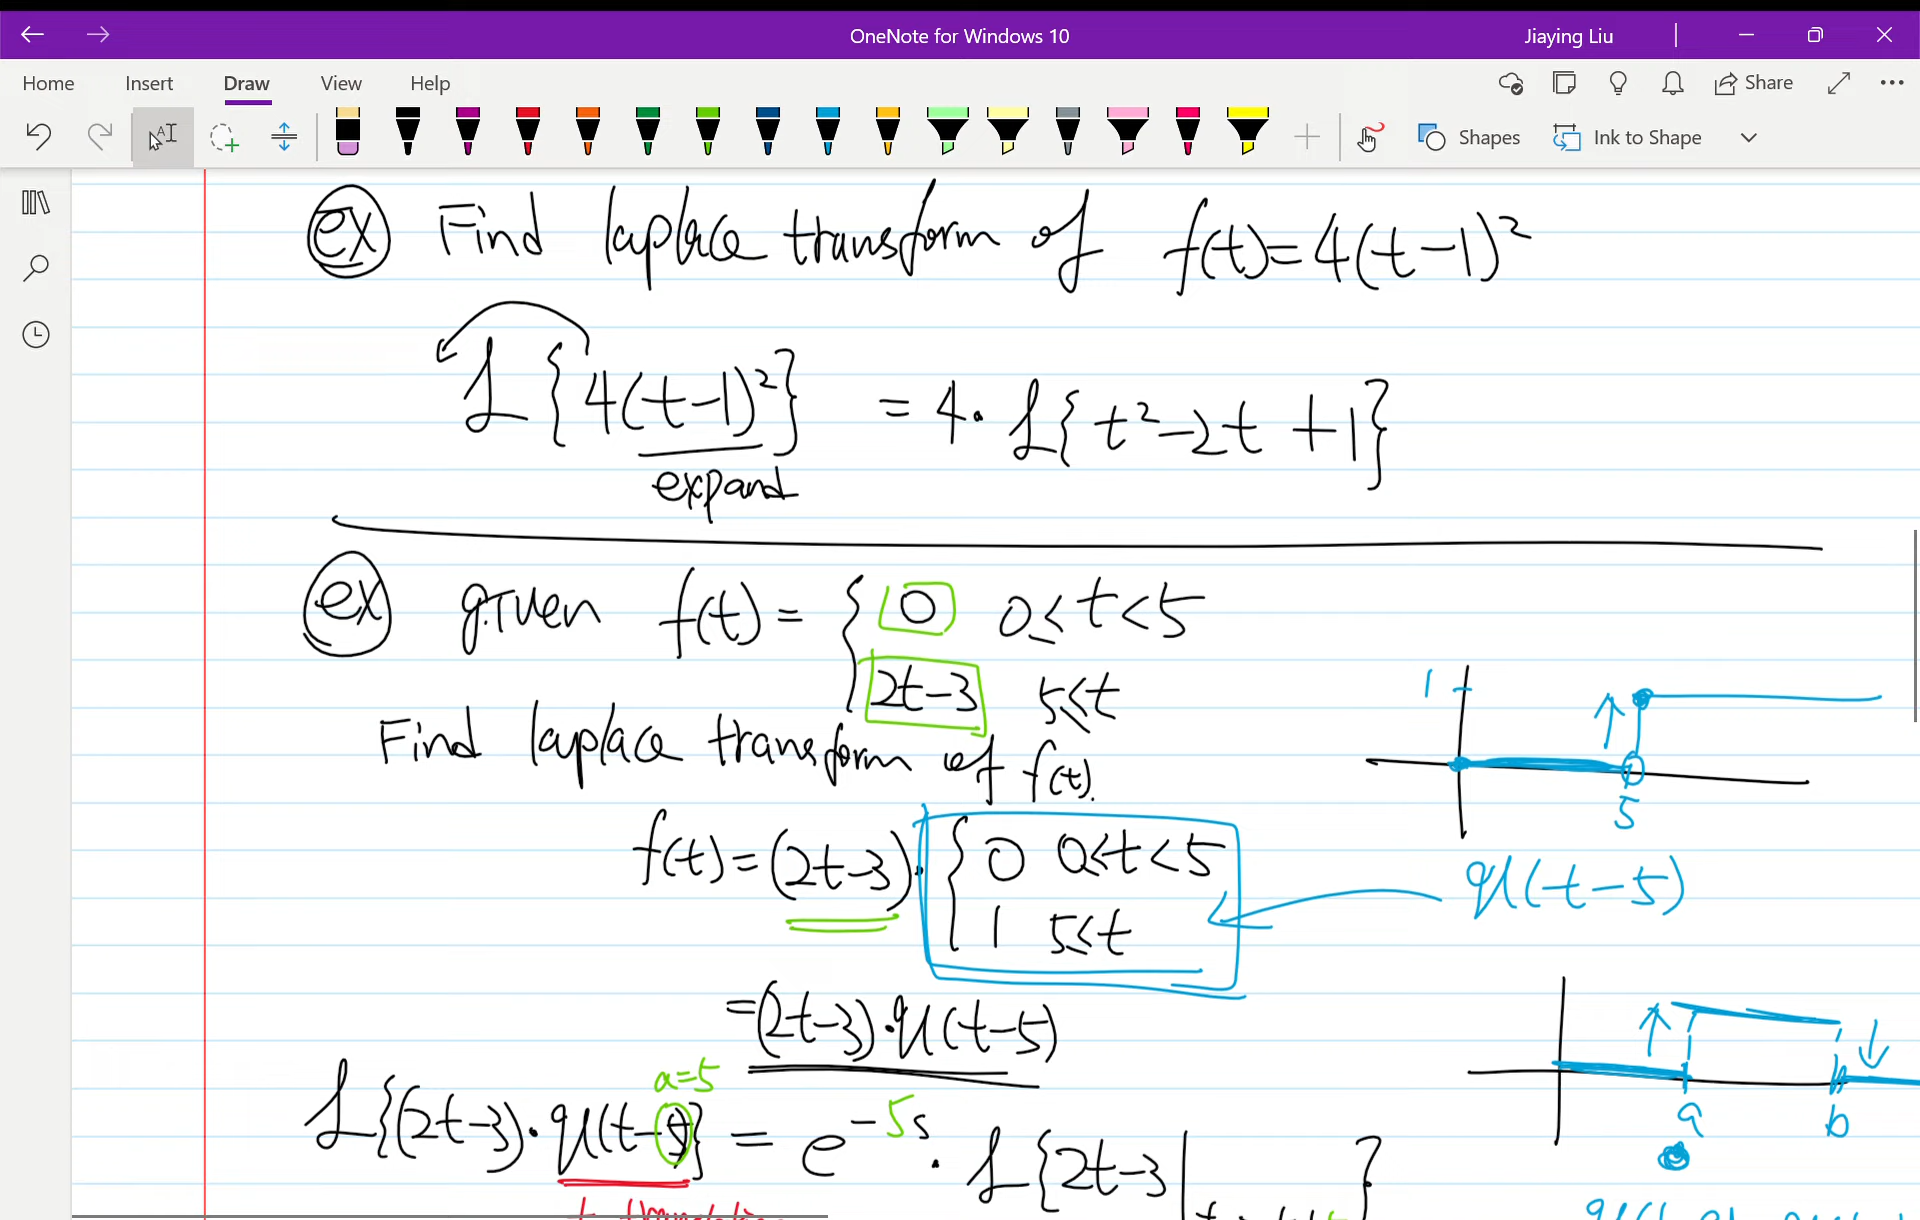 OneNote for Windows 10
Jiaying Liu
Home Insert Draw View Help
Share
Shapes
Ink to Shape
ex Find laplace transform of f(t)=4(t-1)²
ℒ{4(t-1)²} = 4·ℒ{t²-2t+1}
expand
ex given f(t)= { 0 0≤t<5
2t-3 5≤t
Find laplace transform of f(t).
1
5
f(t)=(2t-3)·{ 0 0≤t<5
1 5≤t
𝒰(t-5)
=(2t-3)·𝒰(t-5)
a=5
ℒ{(2t-3)·𝒰(t-5)} = e^-5s · ℒ{2t-3| }
a
b